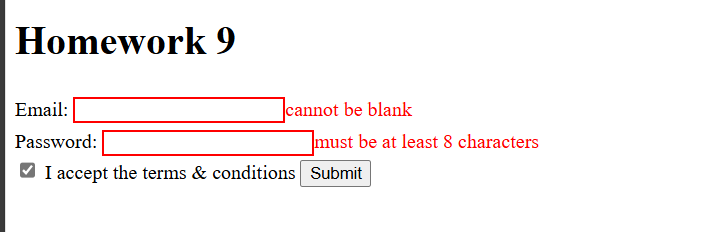 Homework 9
Email: cannot be blank
Password: must be at least 8 characters
I accept the terms & conditions Submit